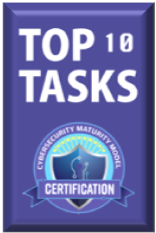 TOP 10
TASKS
CYBERSECURITY MATURITY MODEL
CERTIFICATION